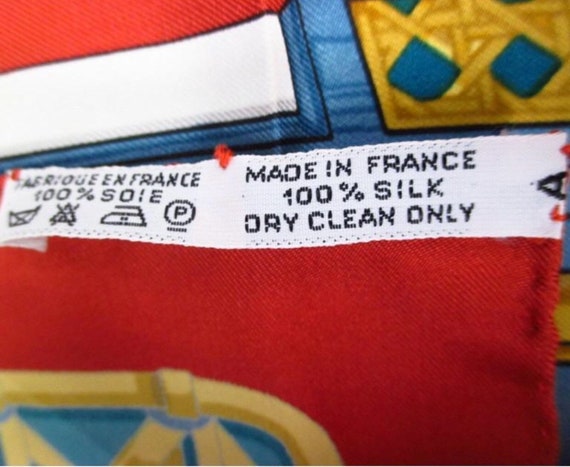 FABRIQUE EN FRANCE
100% SOIE
P
MADE IN FRANCE
100% SILK
DRY CLEAN ONLY
A